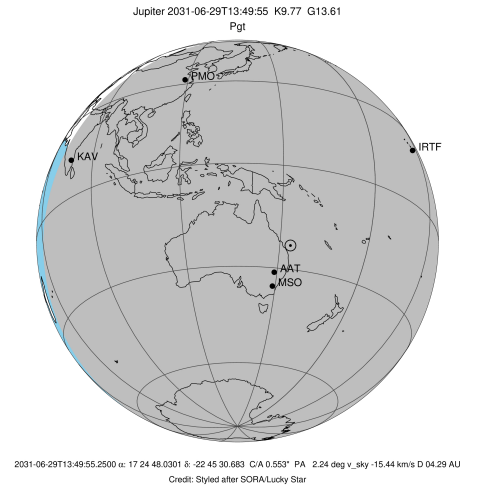 Jupiter 2031-06-29T13:49:55 K9.77 G13.61
Pgt
PMO
KAV
IRTF
AAT
MSO
2031-06-29T13:49:55.2500 α: 17 24 48.0301 δ: -22 45 30.683 C/A 0.553" PA 2.24 deg v_sky -15.44 km/s D 04.29 AU
Credit: Styled after SORA/Lucky Star